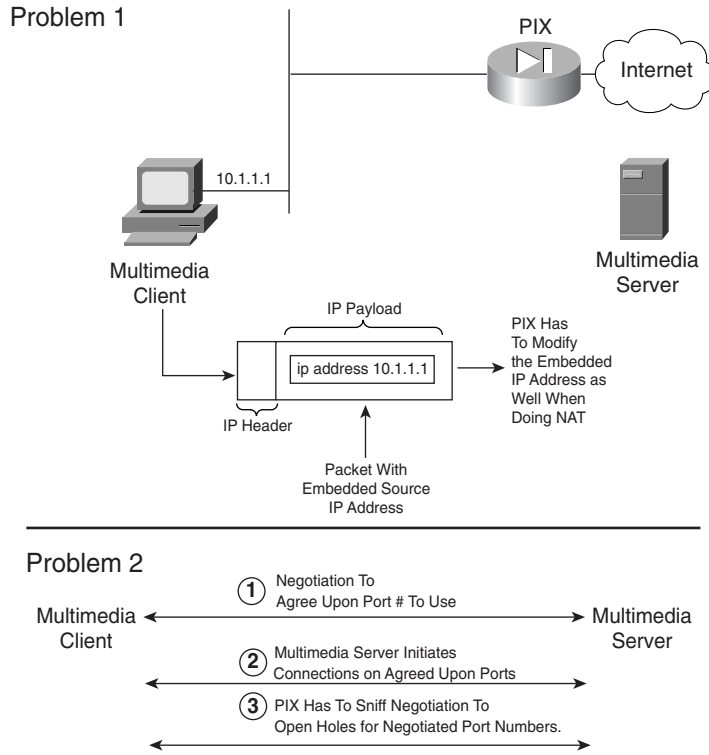 Problem 1
PIX
Internet
10.1.1.1
Multimedia
Client
Multimedia
Server
IP Payload
ip address 10.1.1.1
IP Header
PIX Has
To Modify
the Embedded
IP Address as
Well When
Doing NAT
Packet With
Embedded Source
IP Address
Problem 2
Multimedia
Client
1 Negotiation To
Agree Upon Port # To Use
Multimedia
Server
2 Multimedia Server Initiates
Connections on Agreed Upon Ports
3 PIX Has To Sniff Negotiation To
Open Holes for Negotiated Port Numbers.